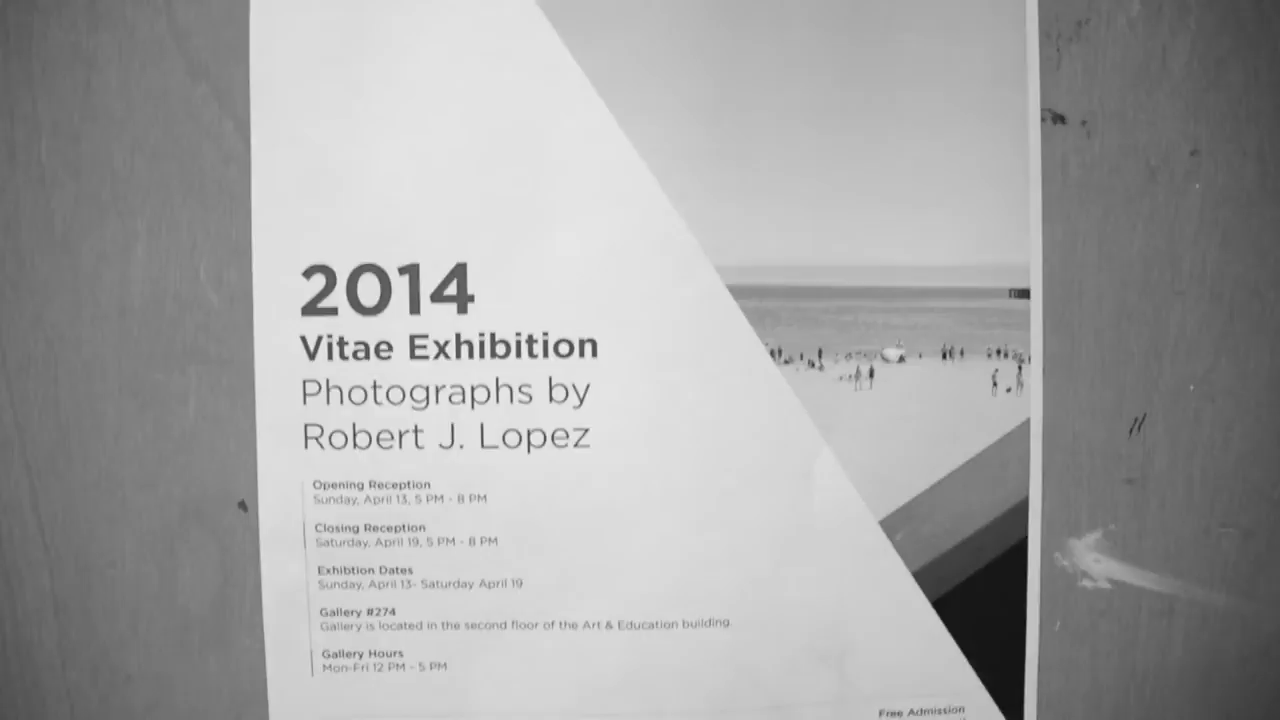 2014
Vitae Exhibition
Photographs by
Robert J. Lopez
Opening Reception
Sunday, April 13, 5 PM - 8 PM
Closing Reception
Saturday, April 19, 5 PM - 8 PM
Exhibtion Dates
Sunday, April 13- Saturday April 19
Gallery #274
Gallery is located in the second floor of the Art & Education building.
Gallery Hours
Mon-Fri 12 PM - 5 PM
Free Admission